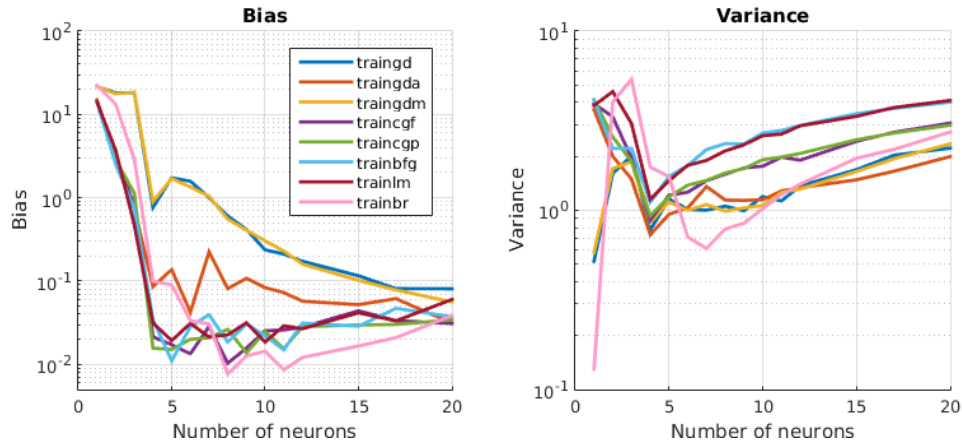 Bias
Bias
10^2
10^1
10^0
10^-1
10^-2
0
5
10
15
20
Number of neurons
traingd
traingda
traingdm
traincgf
traincgp
trainbfg
trainlm
trainbr
Variance
Variance
10^1
10^0
10^-1
0
5
10
15
20
Number of neurons